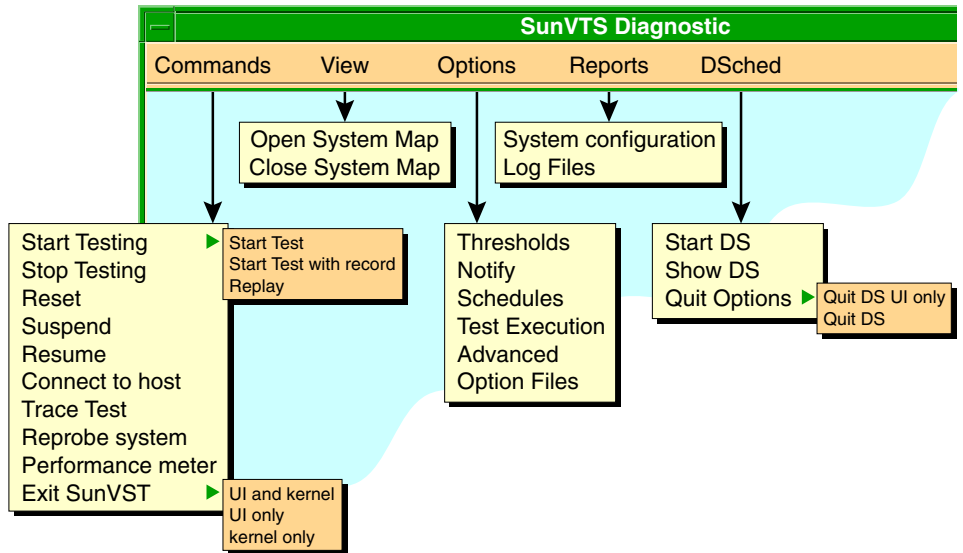 SunVTS Diagnostic
Commands View Options Reports DSched
Open System Map
Close System Map
System configuration
Log Files
Start Testing
Stop Testing
Reset
Suspend
Resume
Connect to host
Trace Test
Reprobe system
Performance meter
Exit SunVST
Start Test
Start Test with record
Replay
UI and kernel
UI only
kernel only
Thresholds
Notify
Schedules
Test Execution
Advanced
Option Files
Start DS
Show DS
Quit Options
Quit DS UI only
Quit DS